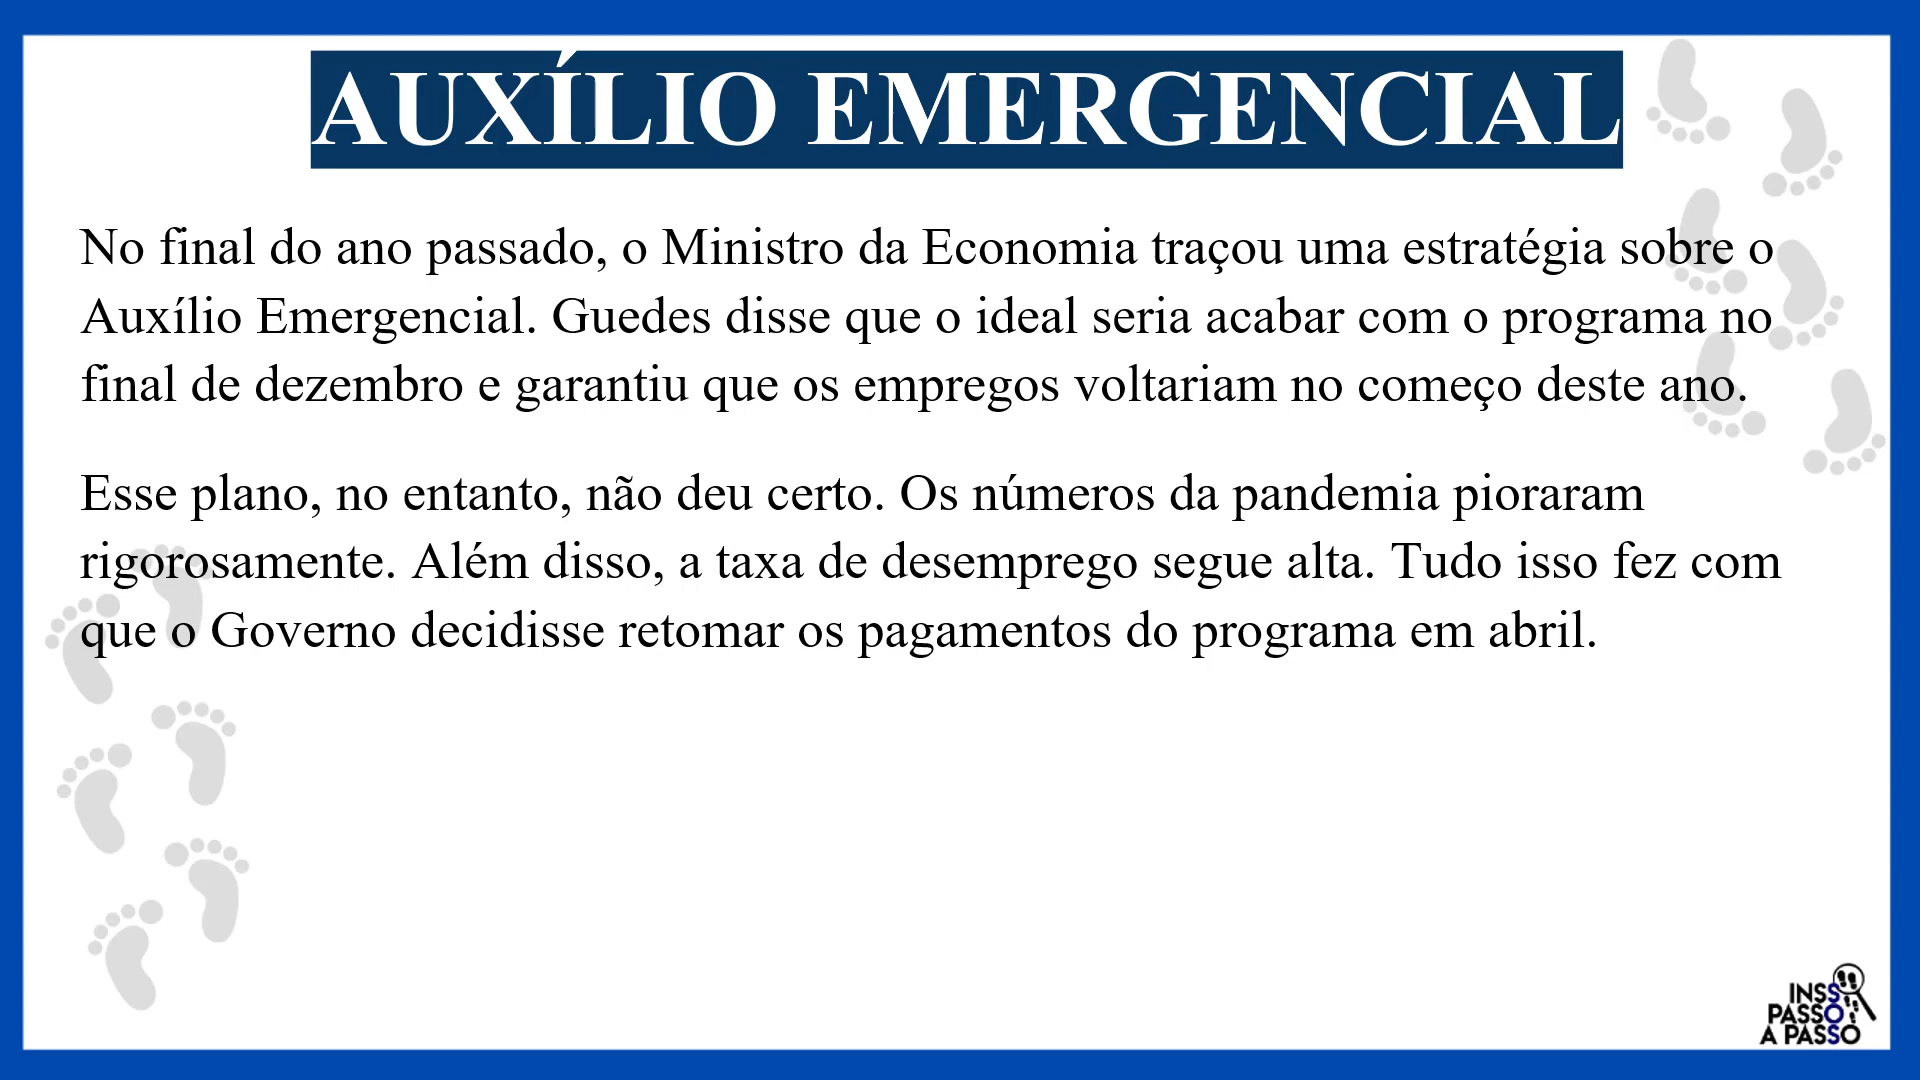 AUXÍLIO EMERGENCIAL
No final do ano passado, o Ministro da Economia traçou uma estratégia sobre o
Auxílio Emergencial. Guedes disse que o ideal seria acabar com o programa no
final de dezembro e garantiu que os empregos voltariam no começo deste ano.
Esse plano, no entanto, não deu certo. Os números da pandemia pioraram
rigorosamente. Além disso, a taxa de desemprego segue alta. Tudo isso fez com
que o Governo decidisse retomar os pagamentos do programa em abril.
INSS
PASSO
A PASSO